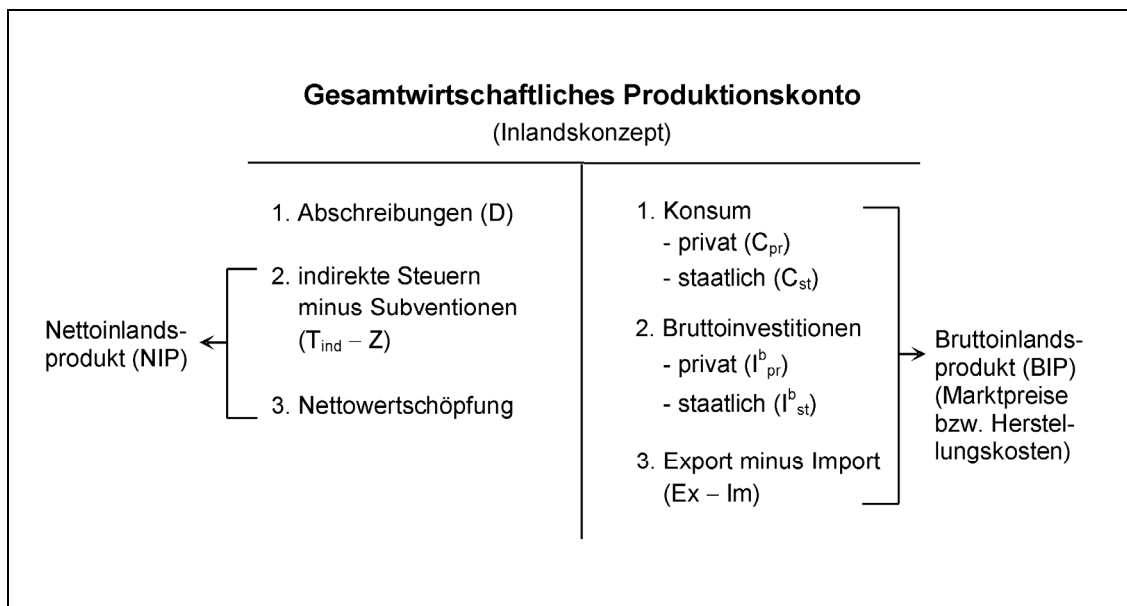 Gesamtwirtschaftliches Produktionskonto
(Inlandskonzept)
1. Abschreibungen (D)
2. indirekte Steuern
minus Subventionen
(T_ind – Z)
3. Nettowertschöpfung
Nettoinlands-
produkt (NIP)
1. Konsum
- privat (C_pr)
- staatlich (C_st)
2. Bruttoinvestitionen
- privat (I^b_pr)
- staatlich (I^b_st)
3. Export minus Import
(Ex – Im)
Bruttoinlands-
produkt (BIP)
(Marktpreise
bzw. Herstel-
lungskosten)